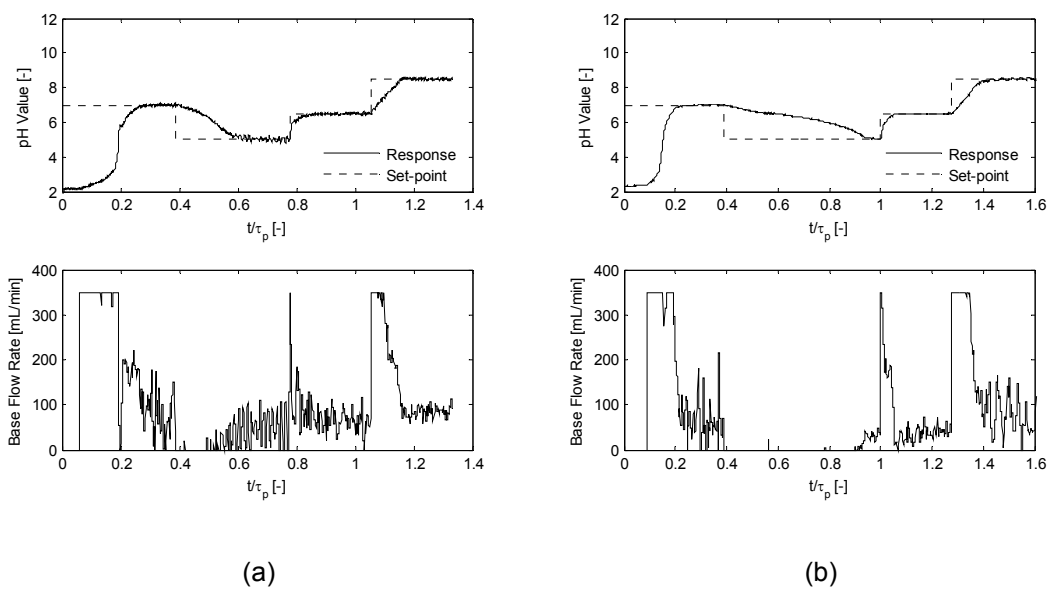 12
10
8
6
4
2
pH Value [-]
Response
Set-point
0 0.2 0.4 0.6 0.8 1 1.2 1.4
t/τp [-]
12
10
8
6
4
2
pH Value [-]
Response
Set-point
0 0.2 0.4 0.6 0.8 1 1.2 1.4 1.6
t/τp [-]
400
300
200
100
0
Base Flow Rate [mL/min]
0 0.2 0.4 0.6 0.8 1 1.2 1.4
t/τp [-]
400
300
200
100
0
Base Flow Rate [mL/min]
0 0.2 0.4 0.6 0.8 1 1.2 1.4 1.6
t/τp [-]
(a)
(b)